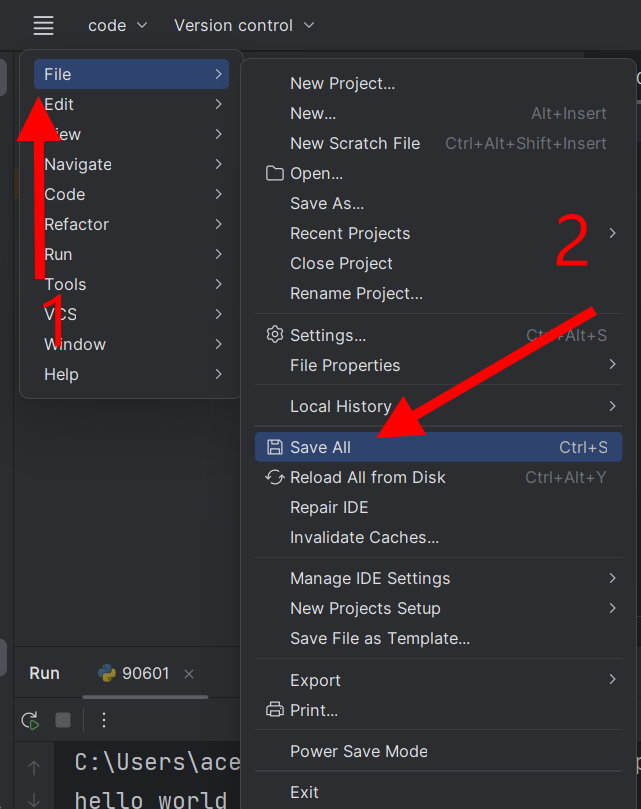 code Version control
File
Edit
View
Navigate
Code
Refactor
Run
Tools
VCS
Window
Help
1
New Project...
New... Alt+Insert
New Scratch File Ctrl+Alt+Shift+Insert
Open...
Save As...
Recent Projects
Close Project
Rename Project...
2
Settings... Ctrl+Alt+S
File Properties
Local History
Save All Ctrl+S
Reload All from Disk Ctrl+Alt+Y
Repair IDE
Invalidate Caches...
Manage IDE Settings
New Projects Setup
Save File as Template...
Export
Print...
Power Save Mode
Exit
Run 90601
C:\Users\ace
hello world